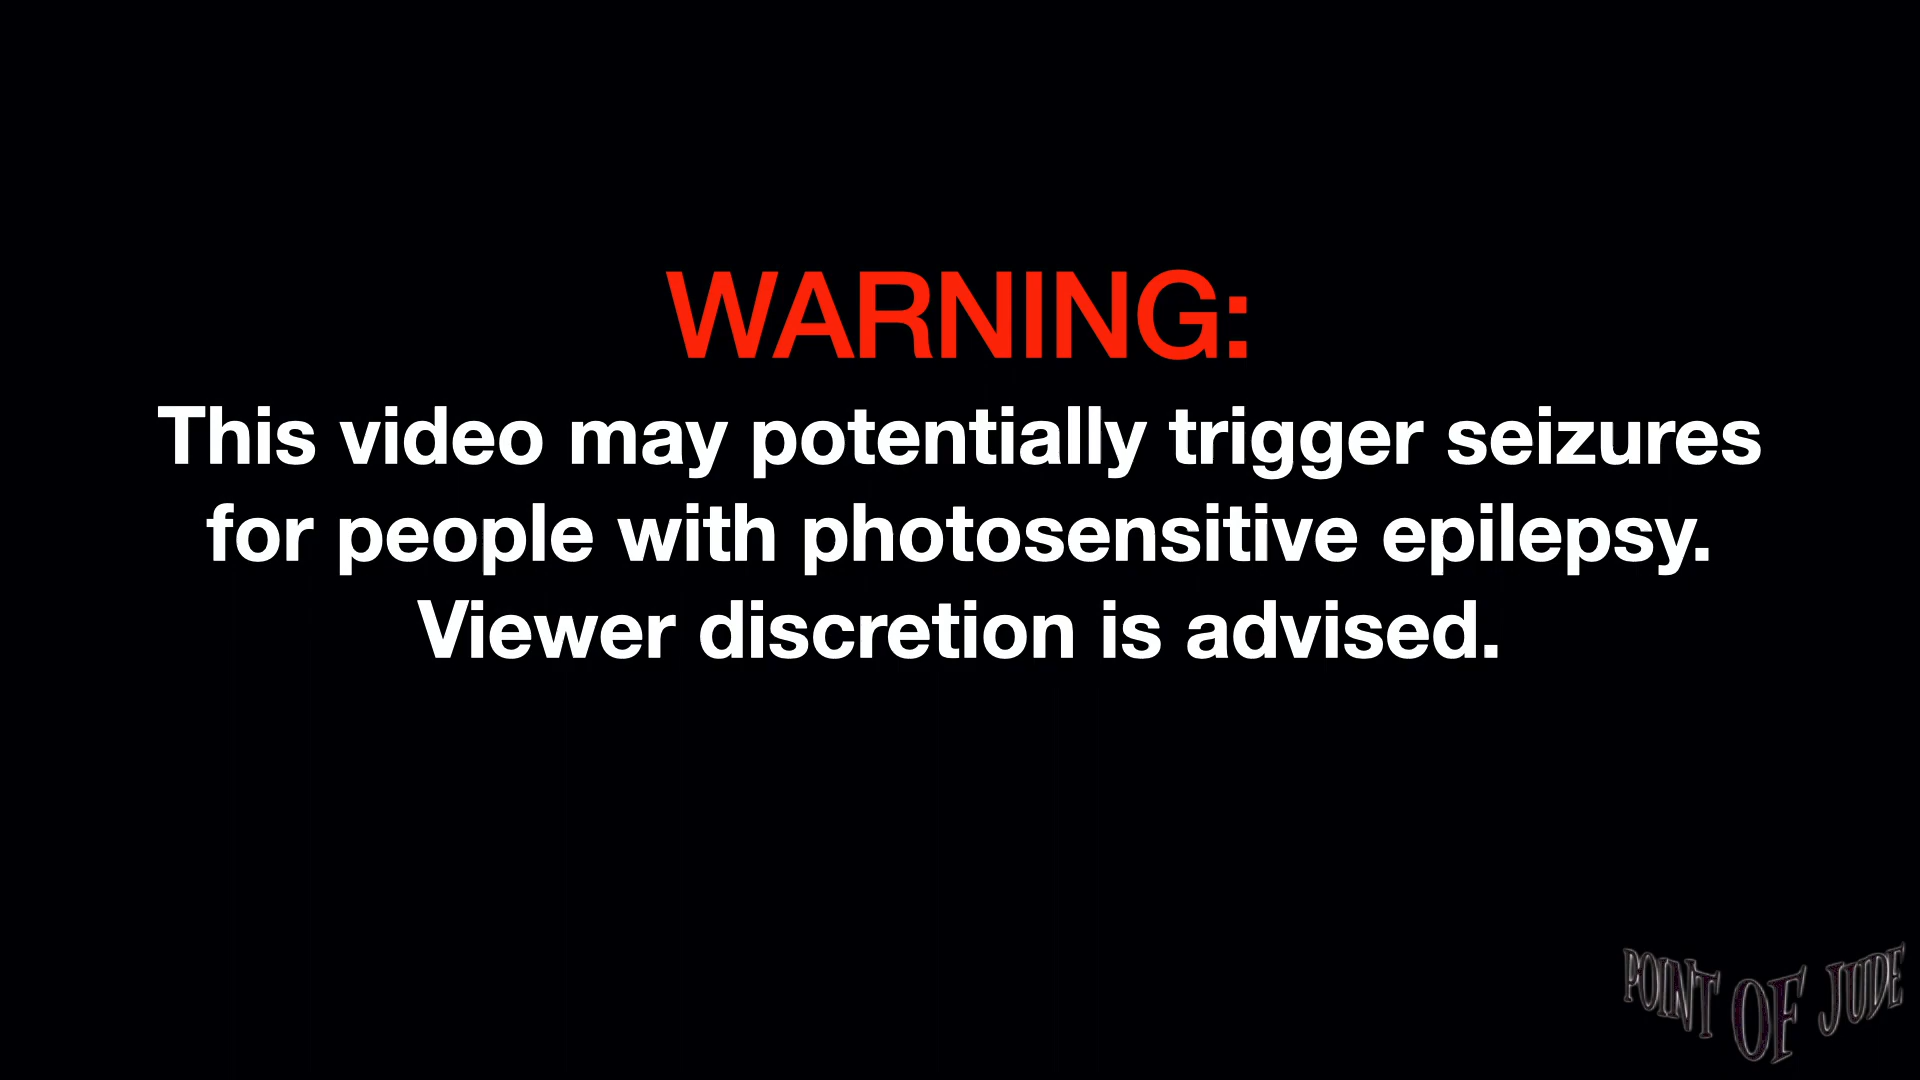 WARNING:
This video may potentially trigger seizures
for people with photosensitive epilepsy.
Viewer discretion is advised.
POINT OF JUDE